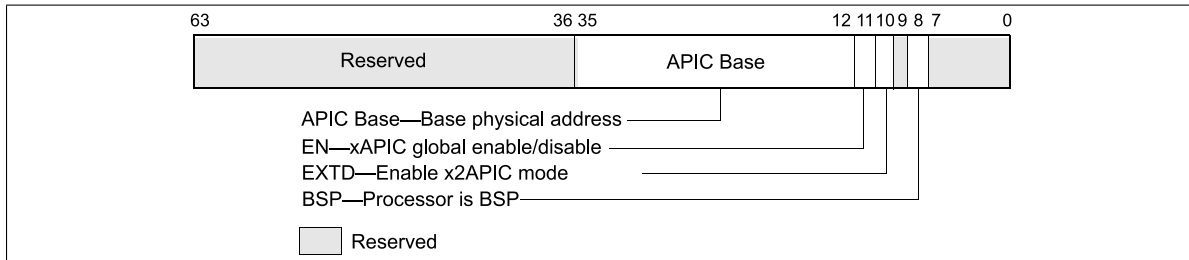 63 36 35 12 11 10 9 8 7 0
Reserved APIC Base
APIC Base—Base physical address
EN—xAPIC global enable/disable
EXTD—Enable x2APIC mode
BSP—Processor is BSP
Reserved